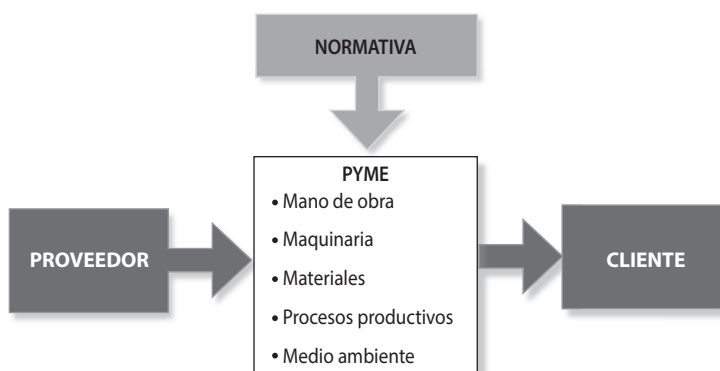 NORMATIVA
PYME
• Mano de obra
• Maquinaria
• Materiales
• Procesos productivos
• Medio ambiente
PROVEEDOR
CLIENTE